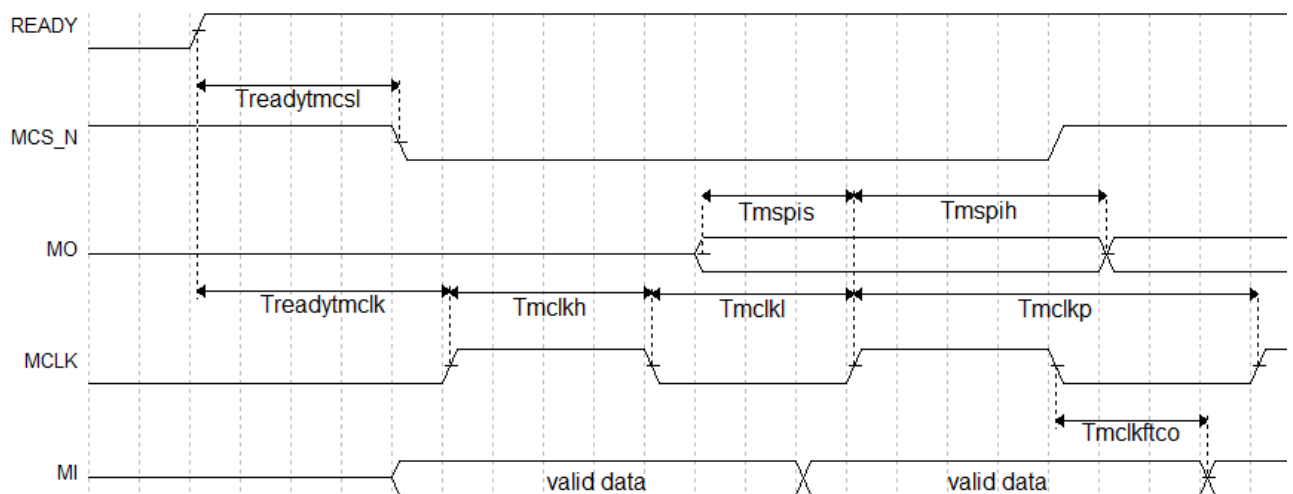 READY
Treadytmcsl
MCS_N
Tmspis Tmspih
MO
Treadytmclk Tmclkh Tmclkl Tmclkp
MCLK
Tmclkftco
MI valid data valid data